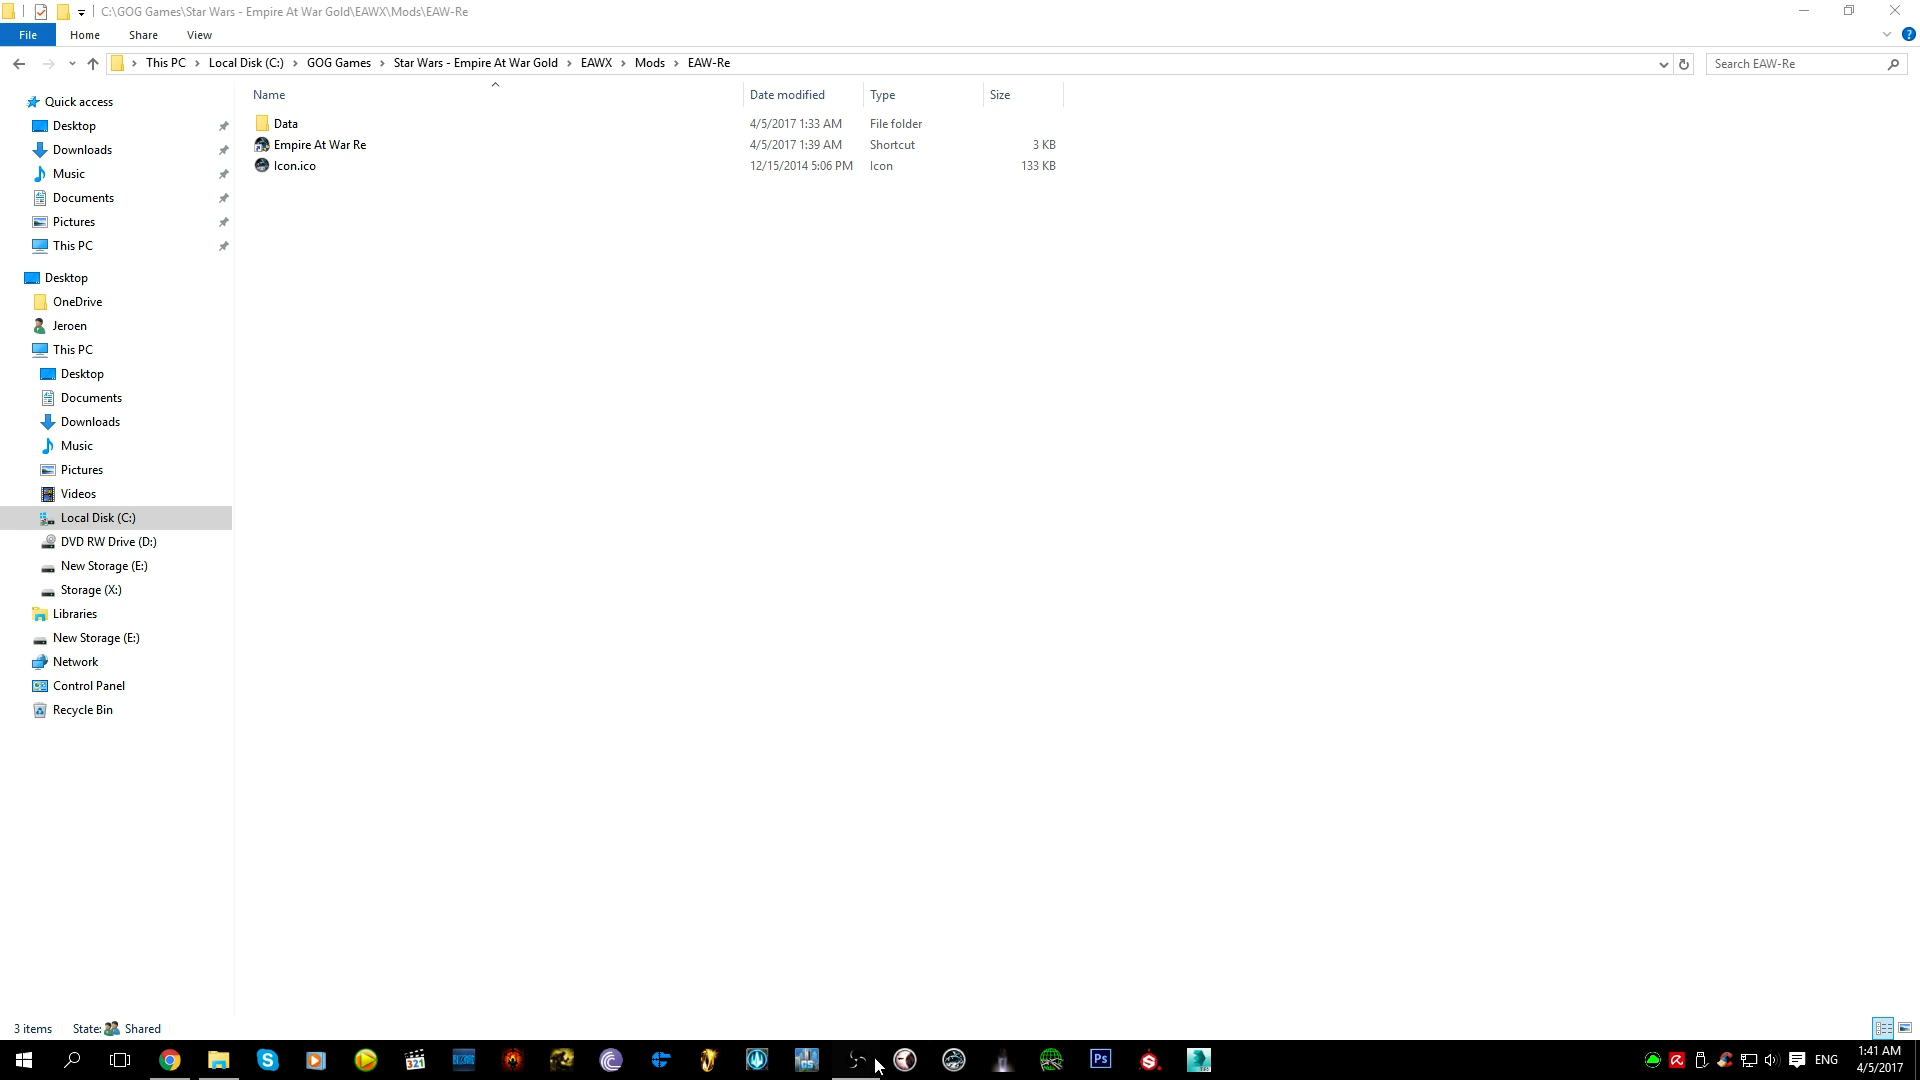 C:\GOG Games\Star Wars - Empire At War Gold\EAWX\Mods\EAW-Re
File Home Share View
This PC Local Disk (C:) GOG Games Star Wars - Empire At War Gold EAWX Mods EAW-Re
Search EAW-Re
Name Date modified Type Size
Data 4/5/2017 1:33 AM File folder
Empire At War Re 4/5/2017 1:39 AM Shortcut 3 KB
Icon.ico 12/15/2014 5:06 PM Icon 133 KB
Quick access
Desktop
Downloads
Music
Documents
Pictures
This PC
Desktop
OneDrive
Jeroen
This PC
Desktop
Documents
Downloads
Music
Pictures
Videos
Local Disk (C:)
DVD RW Drive (D:)
New Storage (E:)
Storage (X:)
Libraries
New Storage (E:)
Network
Control Panel
Recycle Bin
3 items State: Shared
321
Ps
ENG
1:41 AM
4/5/2017